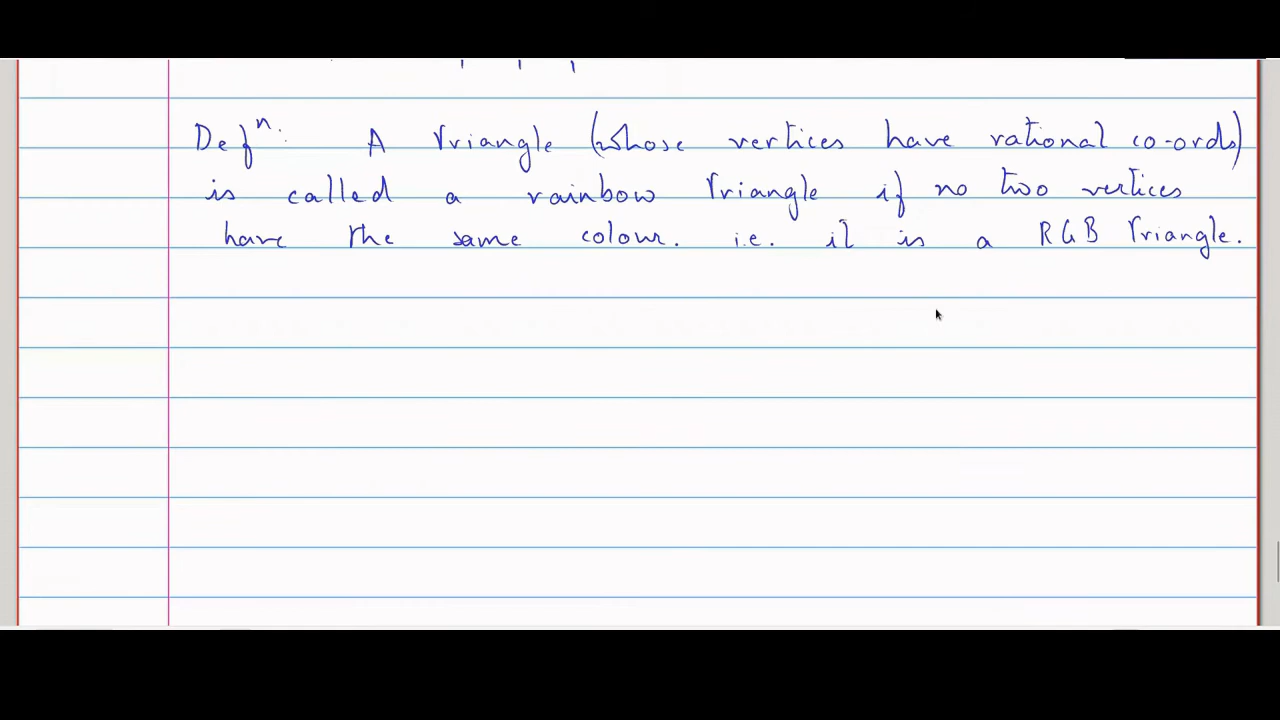 Defⁿ: A triangle (whose vertices have rational co-ords)
is called a rainbow triangle if no two vertices
have the same colour. i.e. it is a RGB triangle.